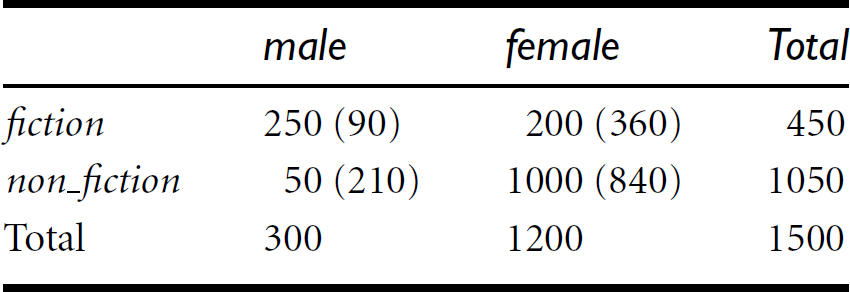 male female Total
fiction 250 (90) 200 (360) 450
non_fiction 50 (210) 1000 (840) 1050
Total 300 1200 1500